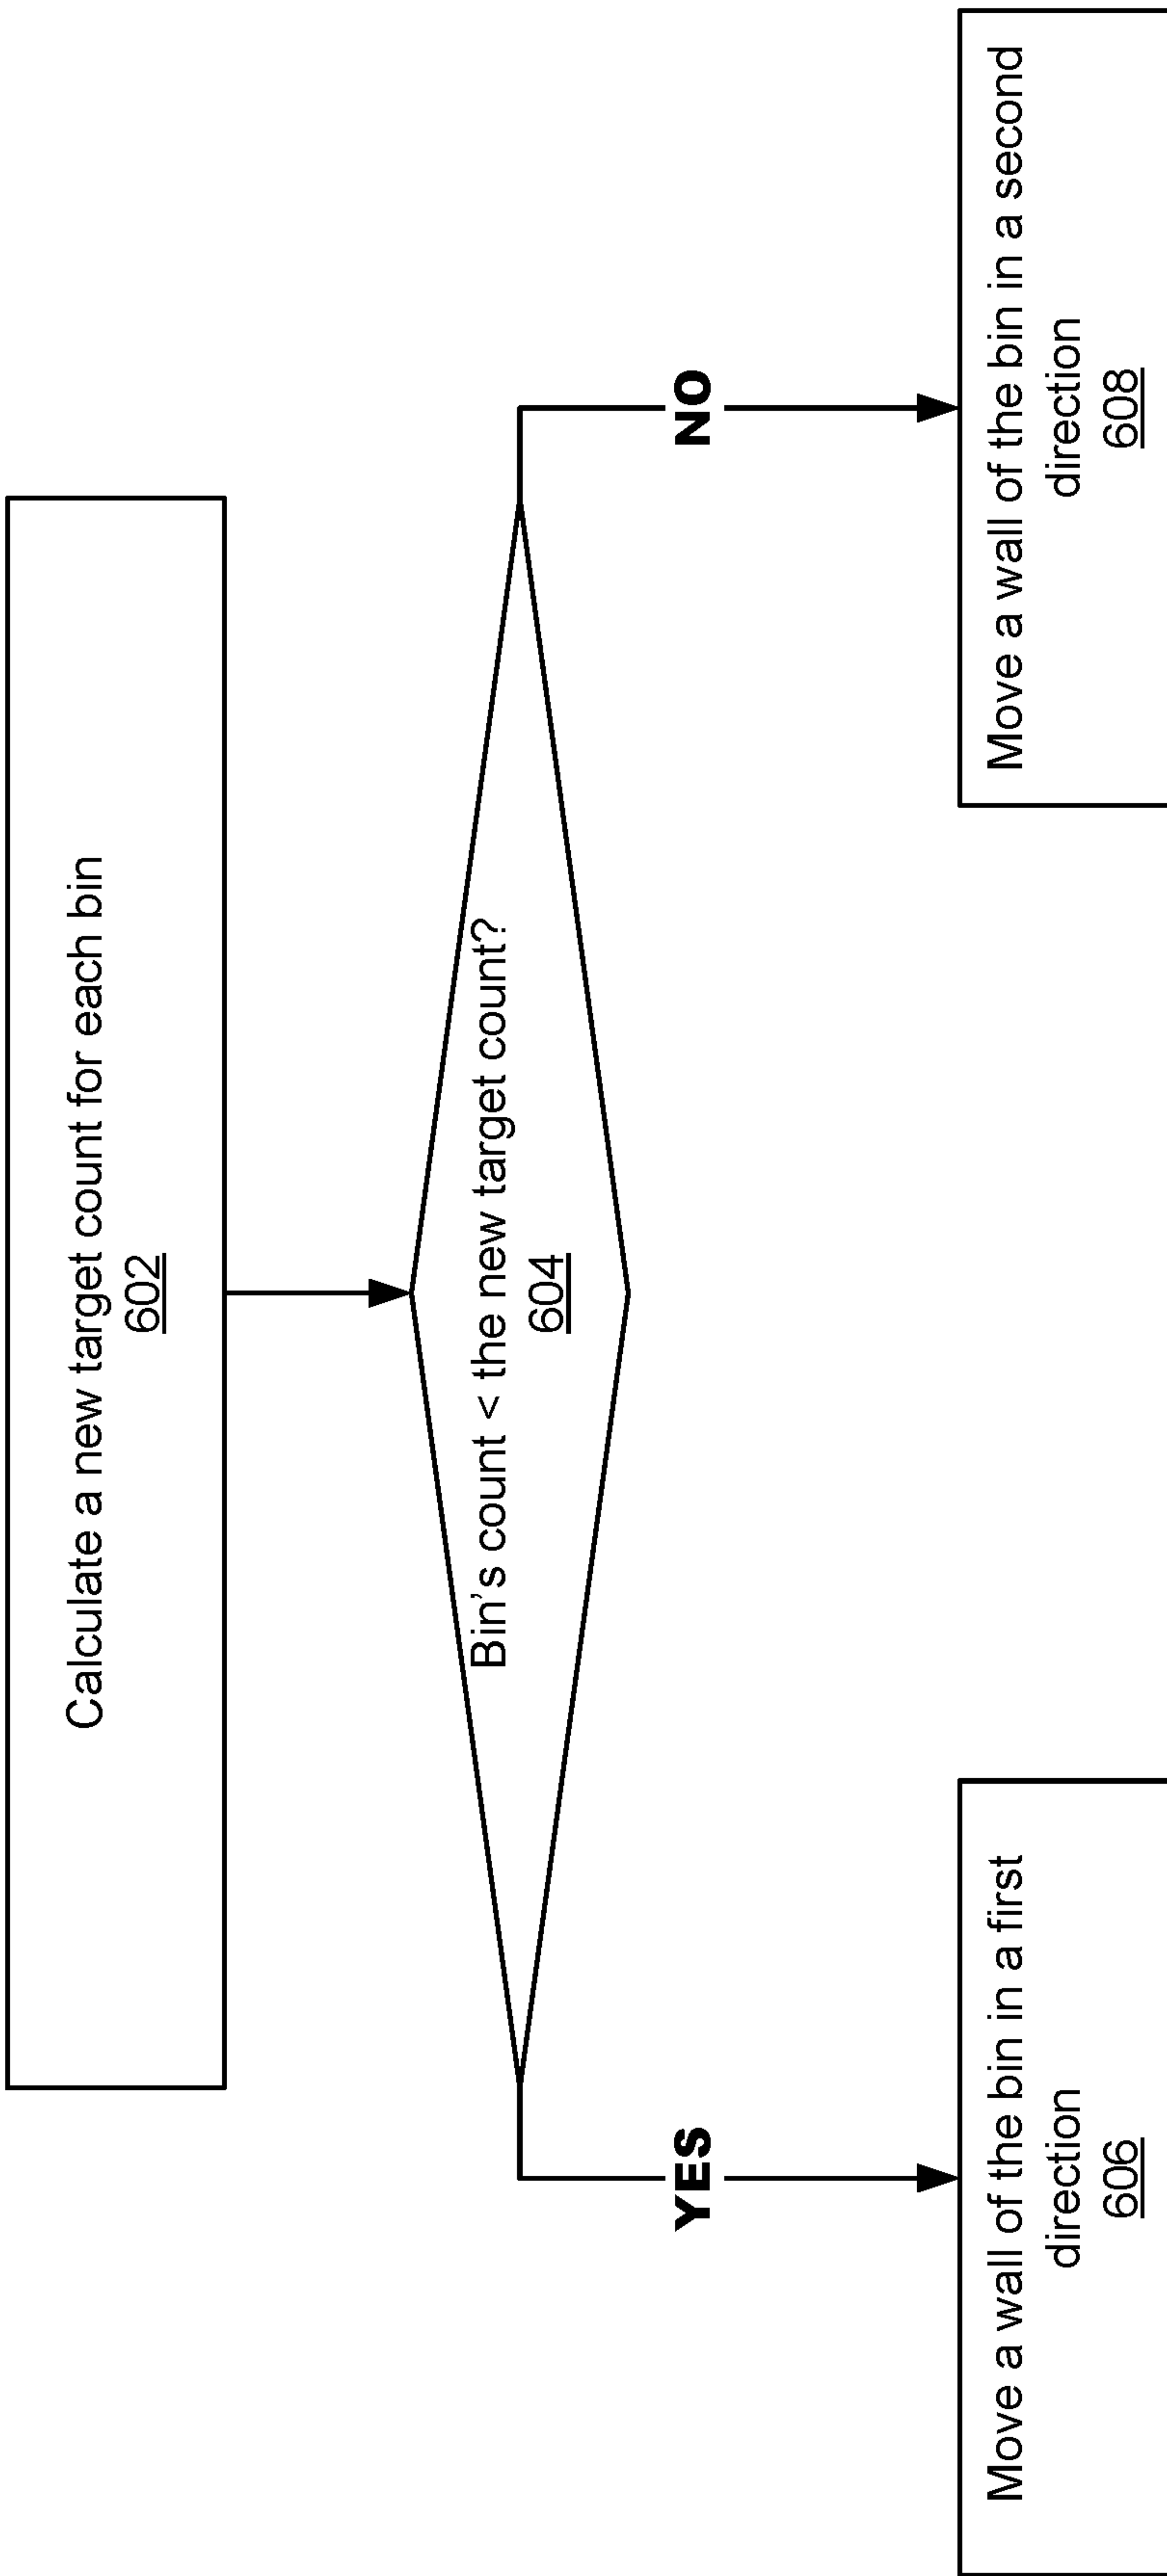 Calculate a new target count for each bin
602
Bin's count < the new target count?
604
YES
NO
Move a wall of the bin in a first
direction
606
Move a wall of the bin in a second
direction
608